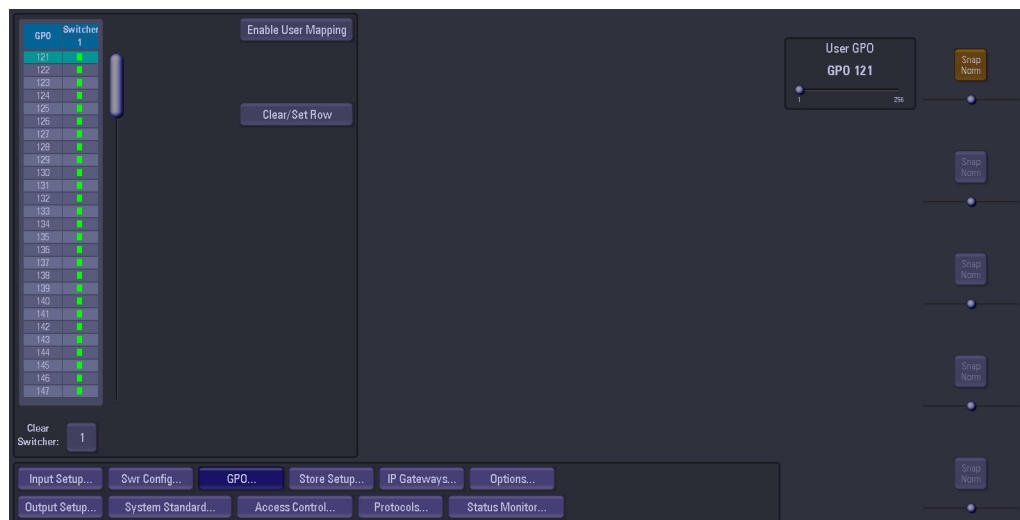 GPO Switcher
1
121
122
123
124
125
126
127
128
129
130
131
132
133
134
135
136
137
138
139
140
141
142
143
144
145
146
147
Clear
Switcher: 1
Enable User Mapping
Clear/Set Row
User GPO
GPO 121
1 256
Snap
Norm
Snap
Norm
Snap
Norm
Snap
Norm
Snap
Norm
Input Setup... Swr Config... GPO... Store Setup... IP Gateways... Options...
Output Setup... System Standard... Access Control... Protocols... Status Monitor...